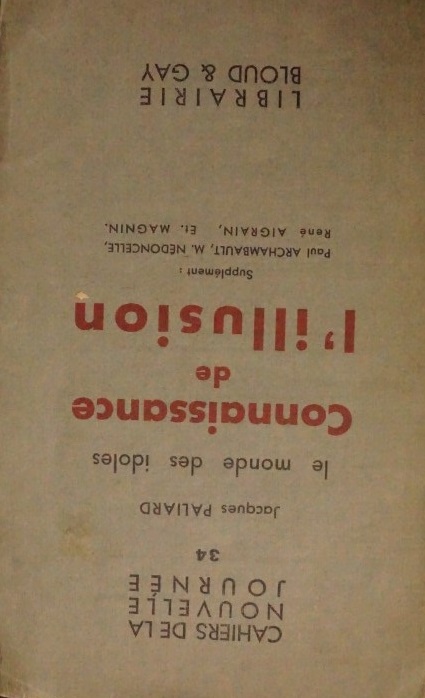 CAHIERS DE LA
NOUVELLE
JOURNÉE
34
Jacques PALIARD
le monde des idoles
Connaissance
de
l'illusion
Supplément :
Paul ARCHAMBAULT, M. NÉDONCELLE,
René AIGRAIN, Et. MAGNIN.
LIBRAIRIE
BLOUD & GAY